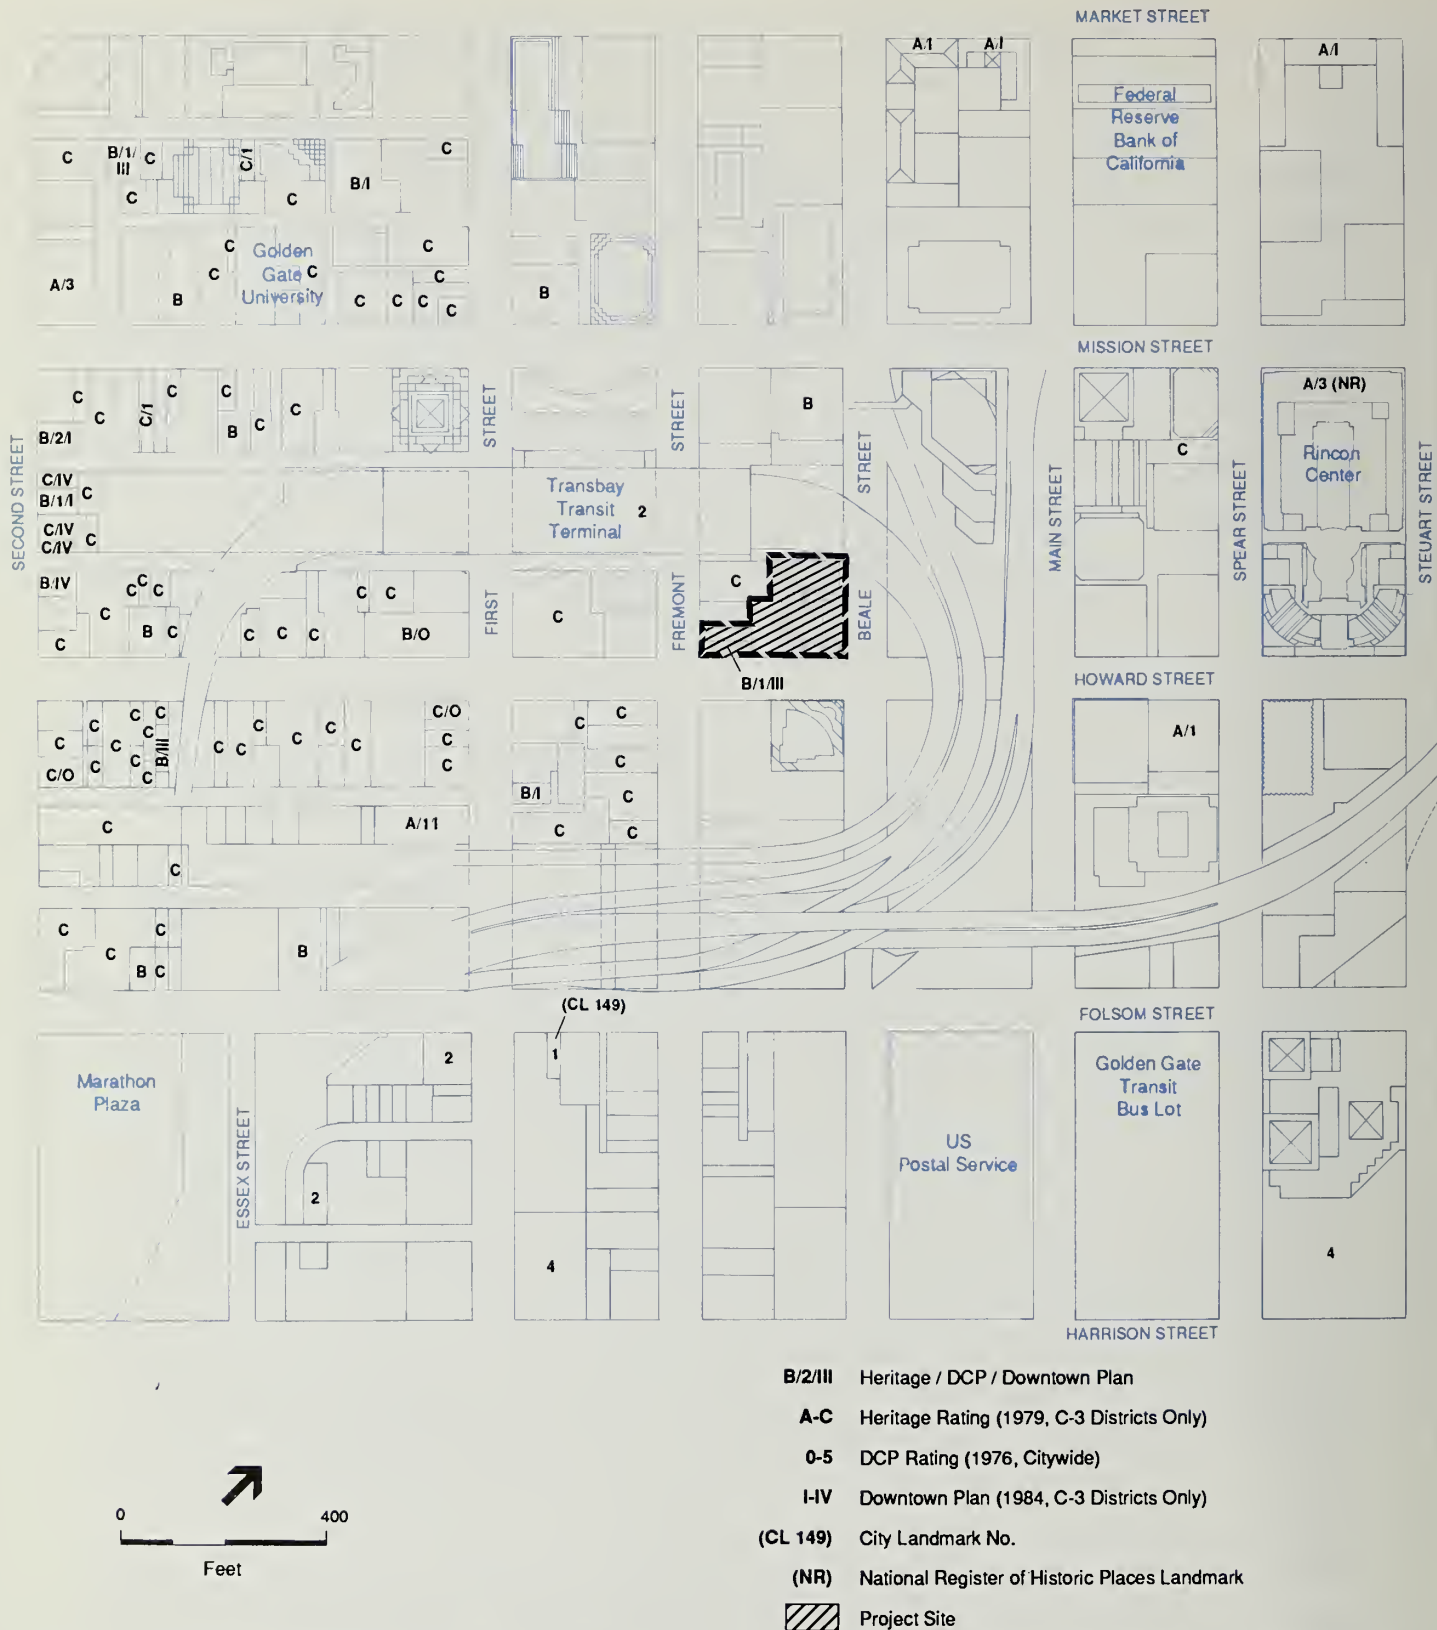 MARKET STREET
A/1
A/I
A/I
Federal
Reserve
Bank of
California
C
B/1/
III
C
C/1
C
C
C
B/I
C
Golden
Gate
University
C
C
C
A/3
B
C
C
C
C
C
C
B
MISSION STREET
C
C
C/1
C
C
B
C
C
B/2/I
STREET
STREET
B
STREET
C
A/3 (NR)
Rincon
Center
SECOND STREET
C/IV
B/1/I
C
C/IV
C/IV
C
Transbay
Transit
Terminal
2
MAIN STREET
SPEAR STREET
STEUART STREET
B/IV
C
C
C
C
C
B
C
C
C
C
C
C
B/O
FIRST
C
FREMONT
C
BEALE
B/1/III
HOWARD STREET
C
C/O
C
C
C
C
C
C
C
C
C
B/III
C
C
C
C
C
C
C/O
C
C
C
C
C
B/I
C
C
C
C
A/1
C
C
A/11
C
C
C
B
C
B
(CL 149)
FOLSOM STREET
Marathon
Plaza
ESSEX STREET
2
2
1
4
US
Postal Service
Golden Gate
Transit
Bus Lot
4
HARRISON STREET
B/2/III Heritage / DCP / Downtown Plan
A-C Heritage Rating (1979, C-3 Districts Only)
0-5 DCP Rating (1976, Citywide)
I-IV Downtown Plan (1984, C-3 Districts Only)
(CL 149) City Landmark No.
(NR) National Register of Historic Places Landmark
Project Site
0 400
Feet